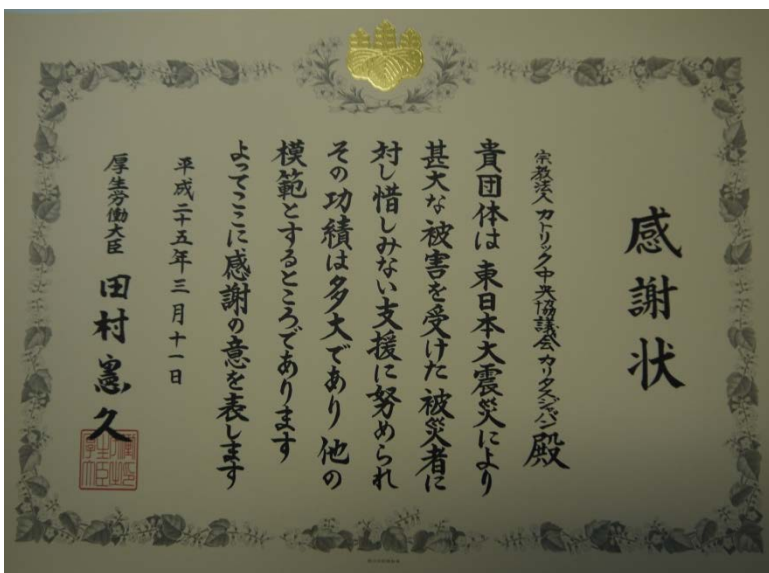 感謝状
宗教法人 カトリック中央協議会 カリタスジャパン 殿
貴団体は 東日本大震災により
甚大な被害を受けた 被災者に
対し惜しみない支援に努められ
その功績は多大であり 他の
模範とするところであります
よってここに感謝の意を表します
平成二十五年三月十一日
厚生労働大臣 田村憲久